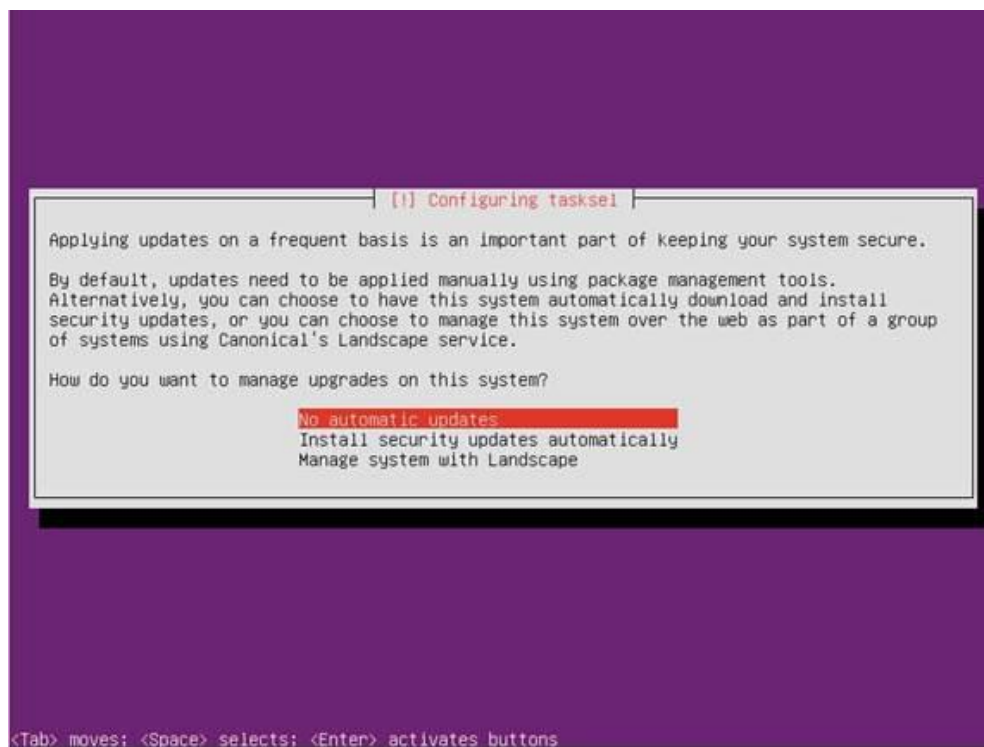 [!] Configuring tasksel
Applying updates on a frequent basis is an important part of keeping your system secure.
By default, updates need to be applied manually using package management tools.
Alternatively, you can choose to have this system automatically download and install
security updates, or you can choose to manage this system over the web as part of a group
of systems using Canonical's Landscape service.
How do you want to manage upgrades on this system?
No automatic updates
Install security updates automatically
Manage system with Landscape
<Tab> moves; <Space> selects; <Enter> activates buttons